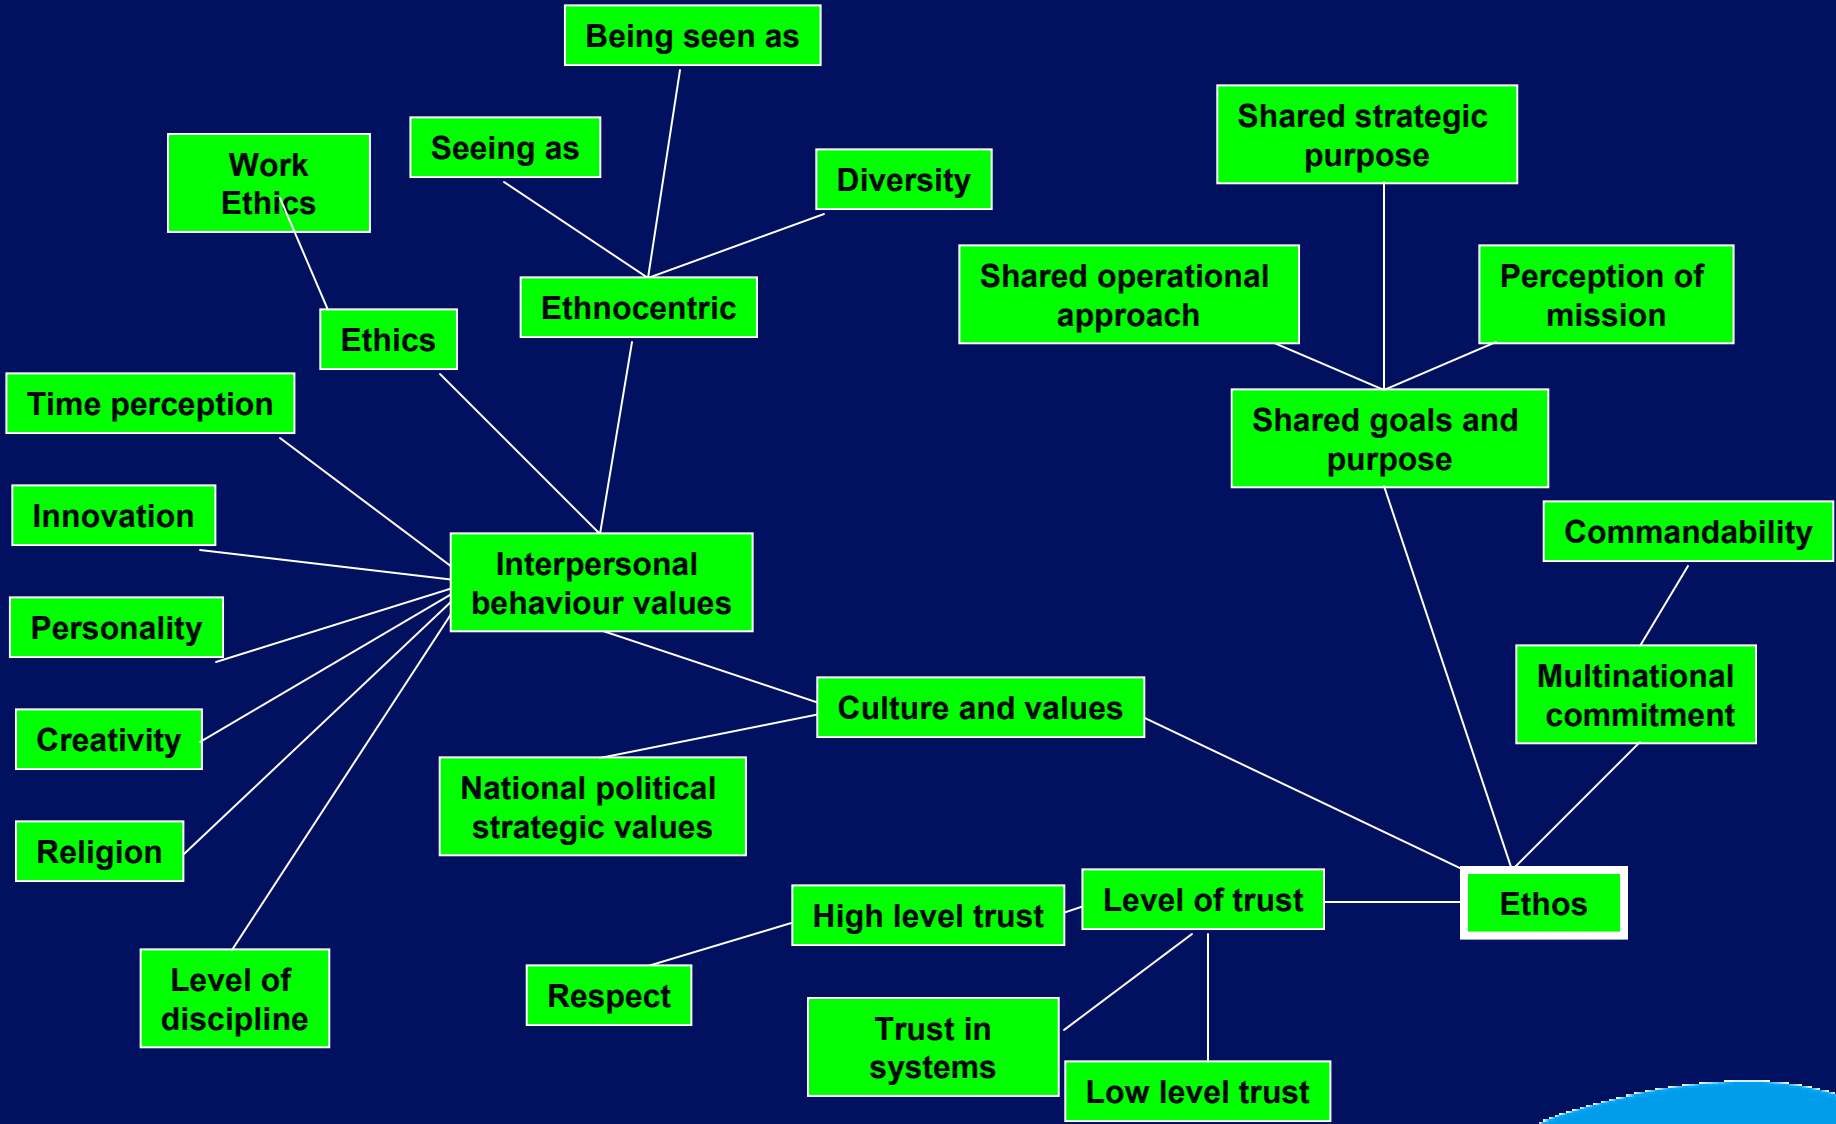 Being seen as
Shared strategic
purpose
Seeing as
Work
Ethics
Diversity
Shared operational
approach
Perception of
mission
Ethnocentric
Ethics
Time perception
Shared goals and
purpose
Innovation
Commandability
Interpersonal
behaviour values
Personality
Multinational
commitment
Culture and values
Creativity
National political
strategic values
Religion
Level of trust
Ethos
High level trust
Level of
discipline
Respect
Trust in
systems
Low level trust